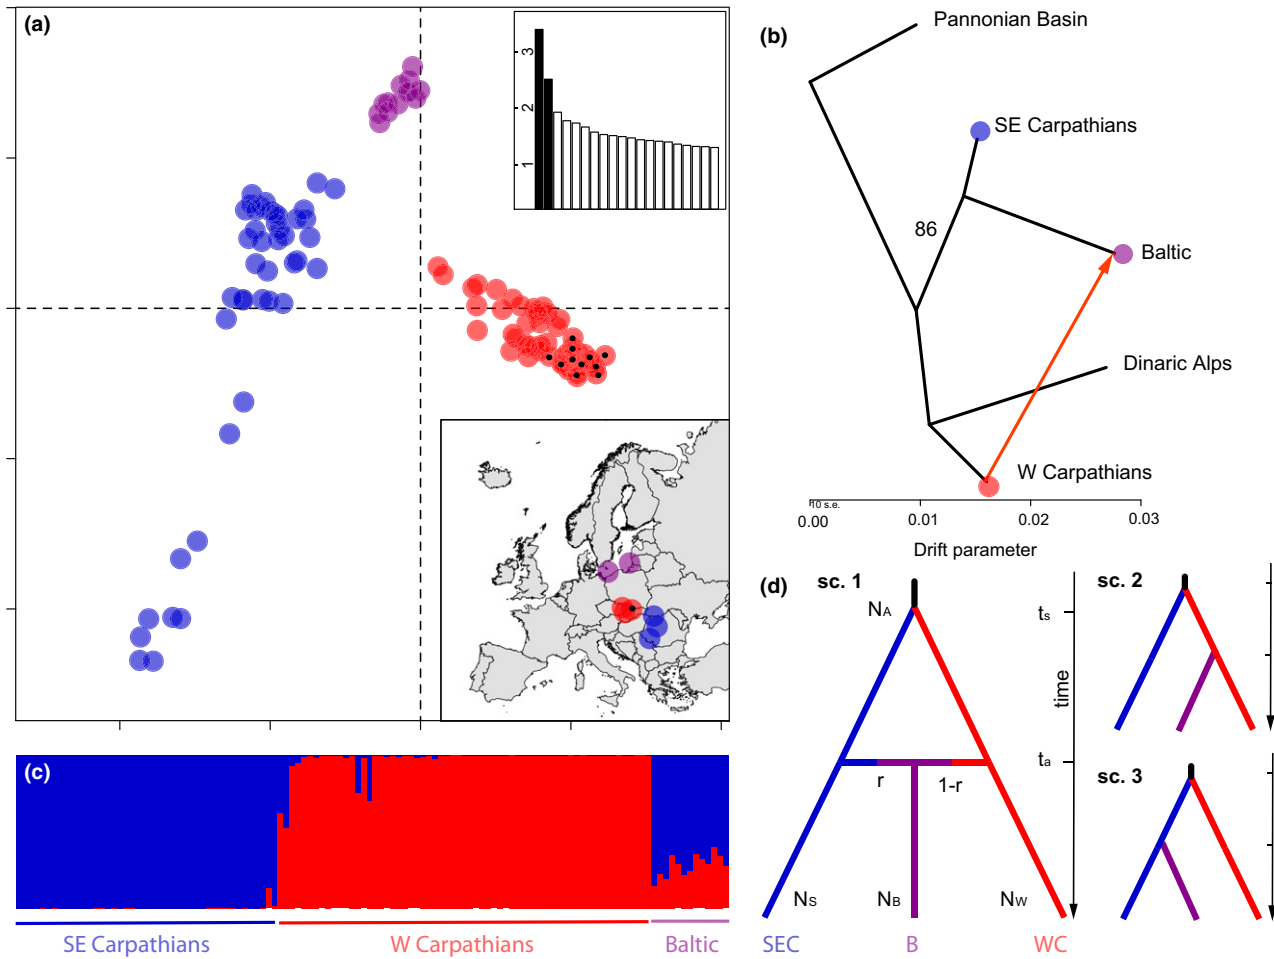 (a)
3
2
1
(b)
Pannonian Basin
SE Carpathians
86
Baltic
Dinaric Alps
W Carpathians
10 s.e.
0.00
0.01
0.02
0.03
Drift parameter
(c)
SE Carpathians
W Carpathians
Baltic
(d)
sc. 1
NA
ts
time
ta
r
1-r
NS
NB
NW
SEC
B
WC
sc. 2
sc. 3